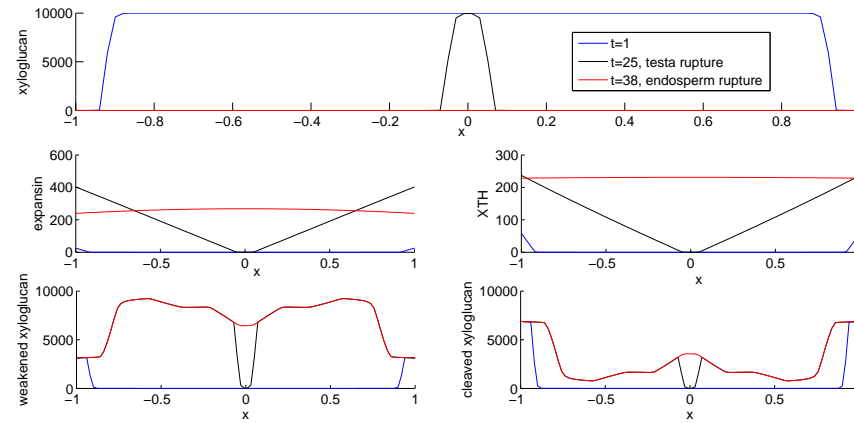 10000
5000
0
xyloglucan
t=1
t=25, testa rupture
t=38, endosperm rupture
−1 −0.8 −0.6 −0.4 −0.2 0 0.2 0.4 0.6 0.8
x
600
400
200
0
expansin
−1 −0.5 0 0.5 1
x
300
200
100
0
XTH
−1 −0.5 0 0.5
x
10000
5000
0
weakened xyloglucan
−1 −0.5 0 0.5 1
x
10000
5000
0
cleaved xyloglucan
−1 −0.5 0 0.5
x